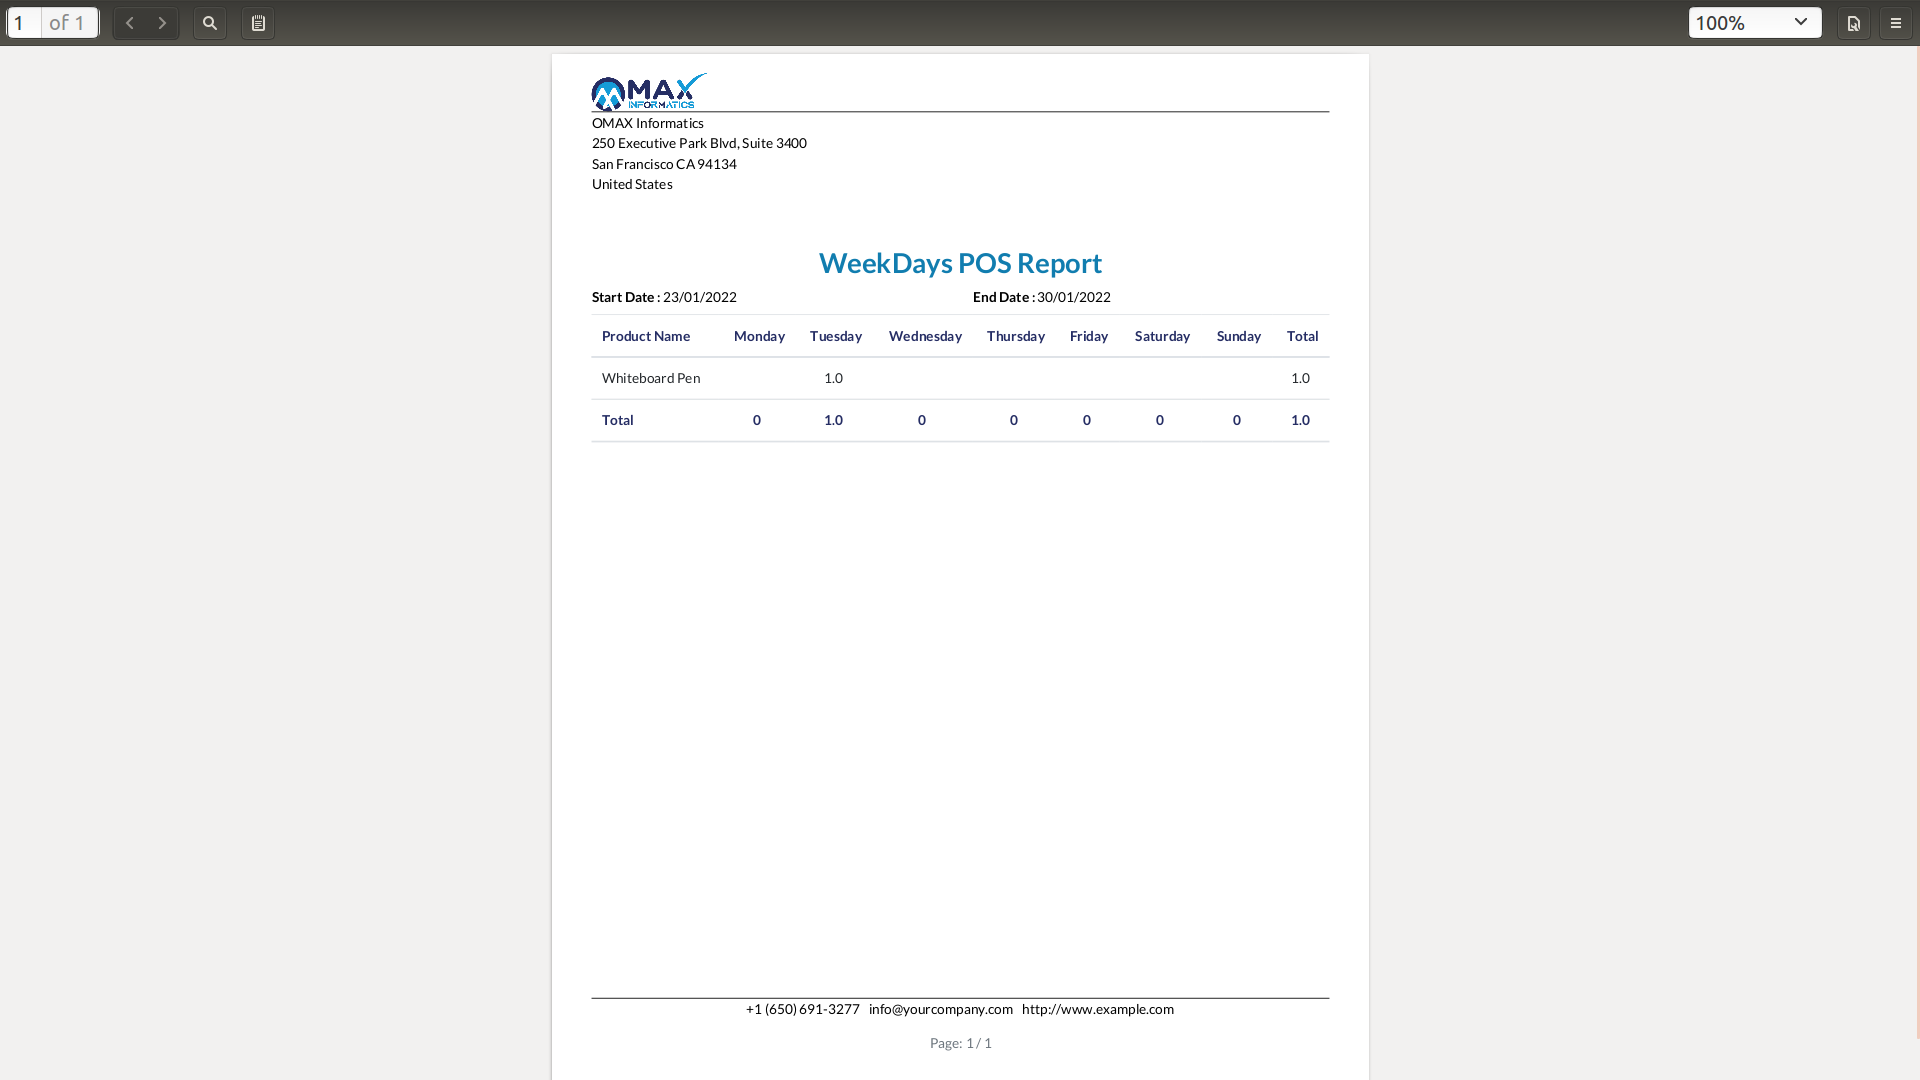 1 of 1 100%
OMAX
INFORMATICS
OMAX Informatics
250 Executive Park Blvd, Suite 3400
San Francisco CA 94134
United States
WeekDays POS Report
Start Date : 23/01/2022 End Date : 30/01/2022
Product Name Monday Tuesday Wednesday Thursday Friday Saturday Sunday Total
Whiteboard Pen 1.0 1.0
Total 0 1.0 0 0 0 0 0 1.0
+1 (650) 691-3277 info@yourcompany.com http://www.example.com
Page: 1 / 1